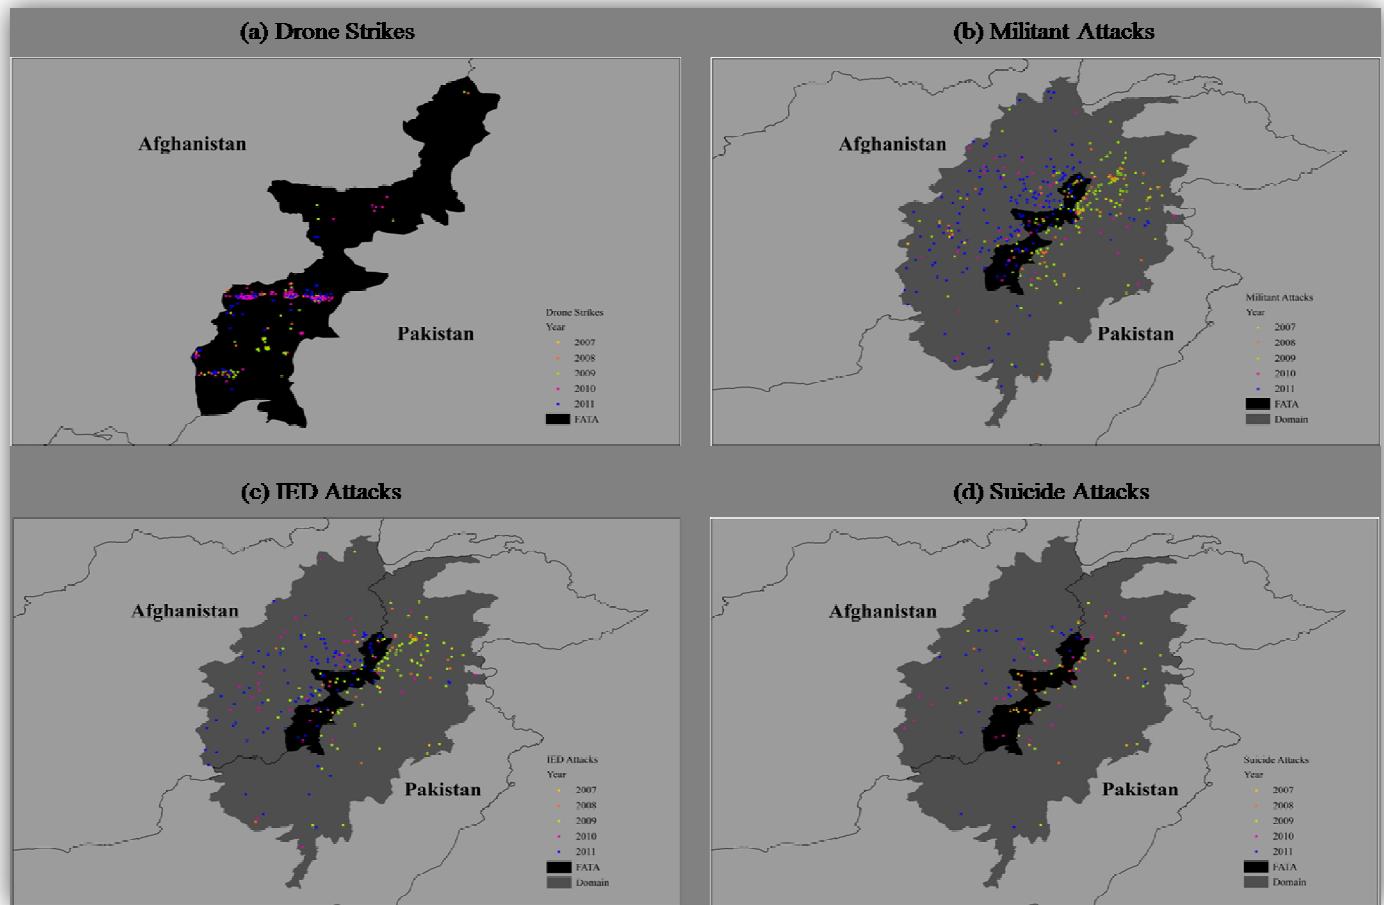 (a) Drone Strikes
Afghanistan
Pakistan
Drone Strikes
Year
2007
2008
2009
2010
2011
FATA
(b) Militant Attacks
Afghanistan
Pakistan
Militant Attacks
Year
2007
2008
2009
2010
2011
FATA
Domain
(c) IED Attacks
Afghanistan
Pakistan
IED Attacks
Year
2007
2008
2009
2010
2011
FATA
Domain
(d) Suicide Attacks
Afghanistan
Pakistan
Suicide Attacks
Year
2007
2008
2009
2010
2011
FATA
Domain